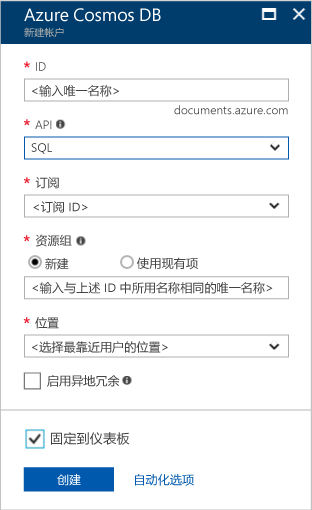 Azure Cosmos DB
新建帐户
* ID
<输入唯一名称>
documents.azure.com
* API
SQL
* 订阅
<订阅 ID>
* 资源组
新建 使用现有项
<输入与上述 ID 中所用名称相同的唯一名称>
* 位置
<选择最靠近用户的位置>
启用异地冗余
固定到仪表板
创建 自动化选项